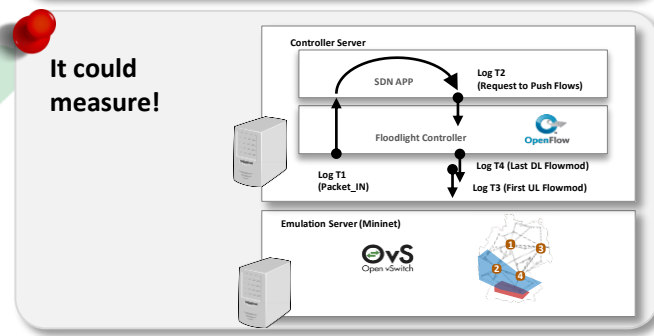 It could
measure!
Controller Server
SDN APP
Log T2
(Request to Push Flows)
Floodlight Controller
OpenFlow
Log T1
(Packet_IN)
Log T4 (Last DL Flowmod)
Log T3 (First UL Flowmod)
Emulation Server (Mininet)
OvS
Open vSwitch
1
3
2
4